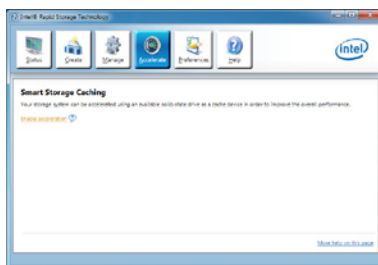 Intel® Rapid Storage Technology
Status Create Manage Accelerate Preferences Help
intel
Smart Storage Caching
Your storage system can be accelerated using an available solid-state drive as a cache device in order to improve the overall performance.
Enable acceleration ?
More help on this page